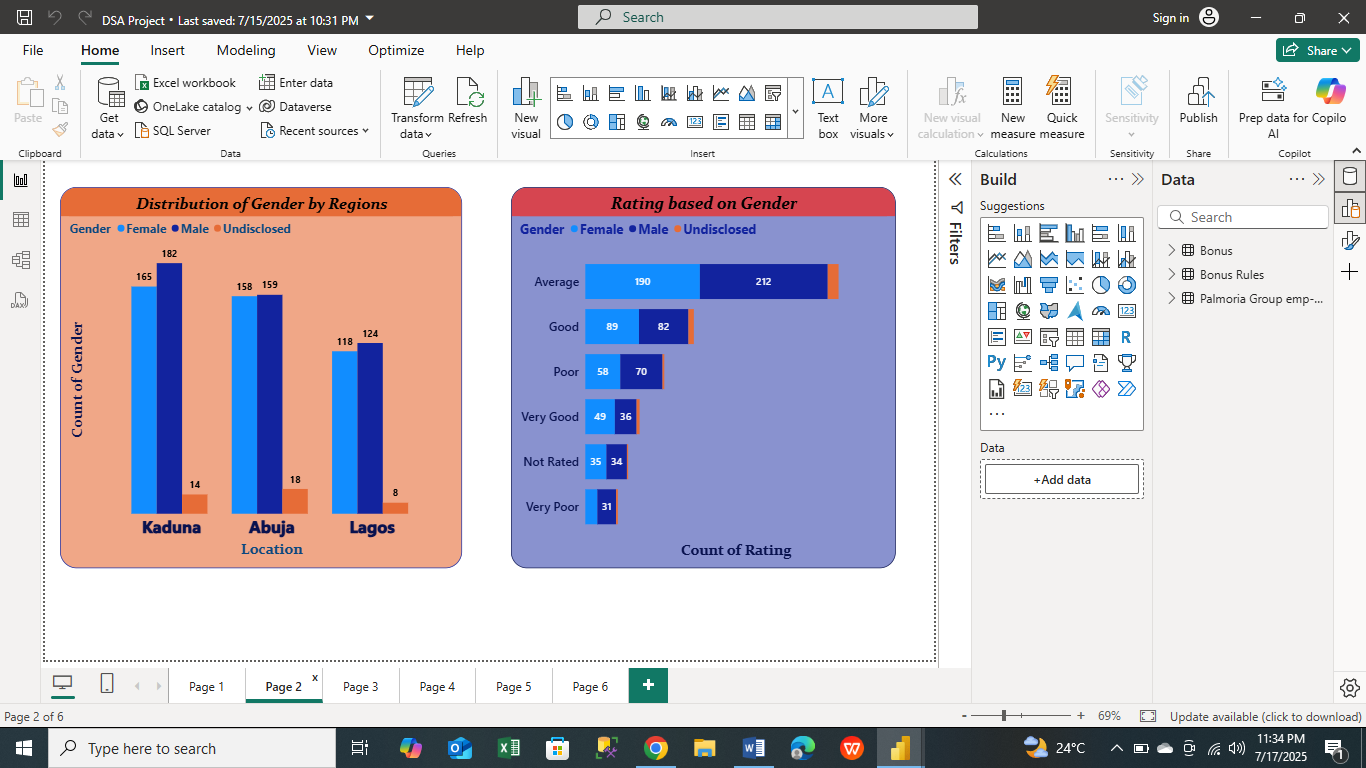 DSA Project • Last saved: 7/15/2025 at 10:31 PM
Search
Sign in
File
Home
Insert
Modeling
View
Optimize
Help
Share
Paste
Clipboard
Get data
Excel workbook
OneLake catalog
SQL Server
Enter data
Dataverse
Recent sources
Data
Transform data
Refresh
Queries
New visual
Text box
More visuals
Insert
New visual calculation
New measure
Quick measure
Calculations
Sensitivity
Sensitivity
Publish
Share
Prep data for AI
Copilo
Copilot
Distribution of Gender by Regions
Gender Female Male Undisclosed
Count of Gender
165
182
14
158
159
18
118
124
8
Kaduna
Abuja
Lagos
Location
Rating based on Gender
Gender Female Male Undisclosed
Average 190 212
Good 89 82
Poor 58 70
Very Good 49 36
Not Rated 35 34
Very Poor 31
Count of Rating
Filters
Build
Suggestions
R
Py
123
Data
+Add data
Data
Search
Bonus
Bonus Rules
Palmoria Group emp-...
DAX
Page 1
Page 2 x
Page 3
Page 4
Page 5
Page 6
+
Page 2 of 6
- + 69%
Update available (click to download)
Type here to search
24°C
11:34 PM
7/17/2025
1